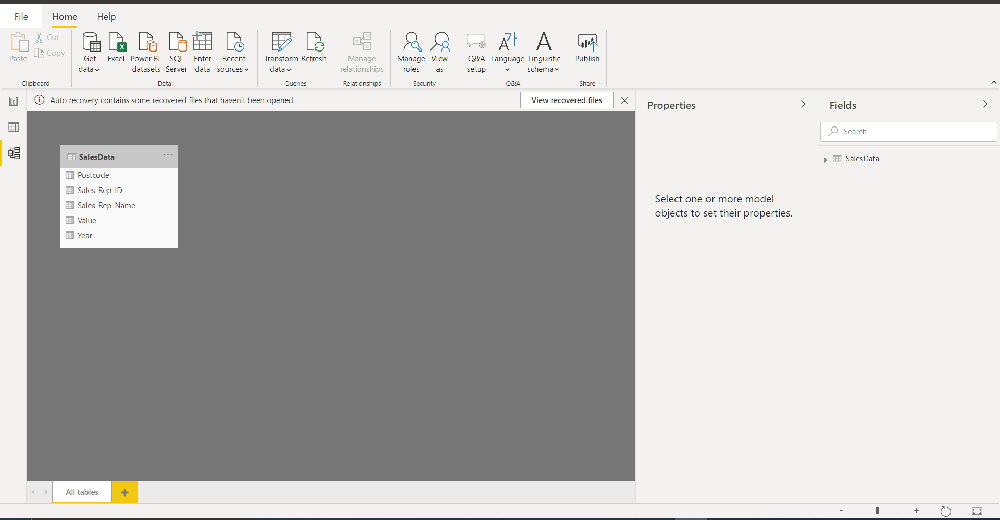 File Home Help
Paste
Cut
Copy
Clipboard
Get data
Excel
Power BI datasets
SQL Server
Enter data
Recent sources
Data
Transform data
Refresh
Queries
Manage relationships
Relationships
Manage roles
View as
Security
Q&A setup
Language
Linguistic schema
Q&A
Publish
Share
Auto recovery contains some recovered files that haven't been opened.
View recovered files
SalesData
Postcode
Sales_Rep_ID
Sales_Rep_Name
Value
Year
Properties
Select one or more model
objects to set their properties.
Fields
Search
SalesData
All tables